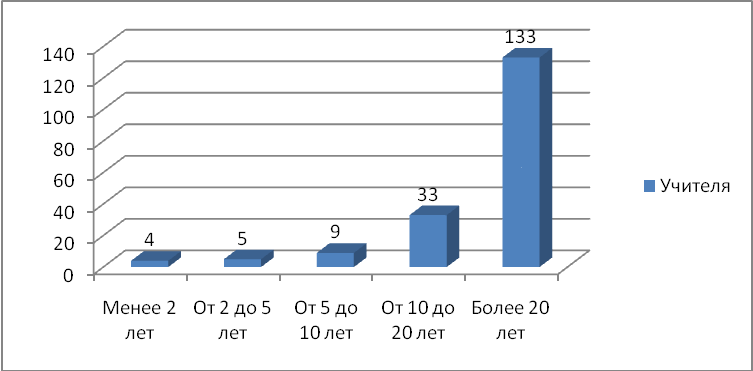 133
140
120
100
80
60
40
20
0
4
5
9
33
Учителя
Менее 2
лет
От 2 до 5
лет
От 5 до
10 лет
От 10 до
20 лет
Более 20
лет